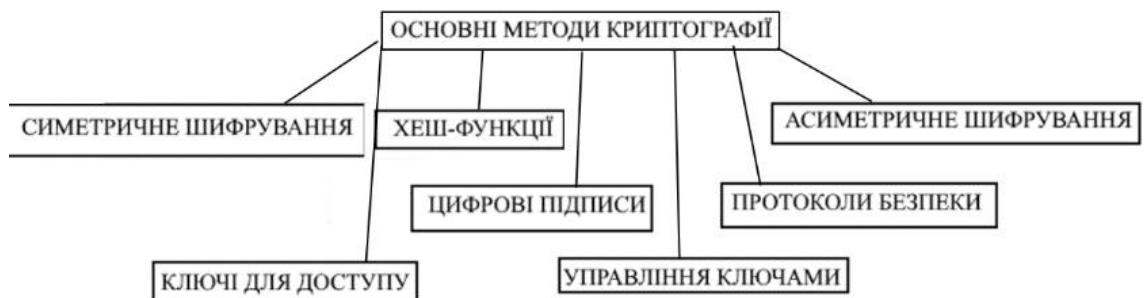 ОСНОВНІ МЕТОДИ КРИПТОГРАФІЇ
СИМЕТРИЧНЕ ШИФРУВАННЯ
ХЕШ-ФУНКЦІЇ
АСИМЕТРИЧНЕ ШИФРУВАННЯ
ЦИФРОВІ ПІДПИСИ
ПРОТОКОЛИ БЕЗПЕКИ
КЛЮЧІ ДЛЯ ДОСТУПУ
УПРАВЛІННЯ КЛЮЧАМИ